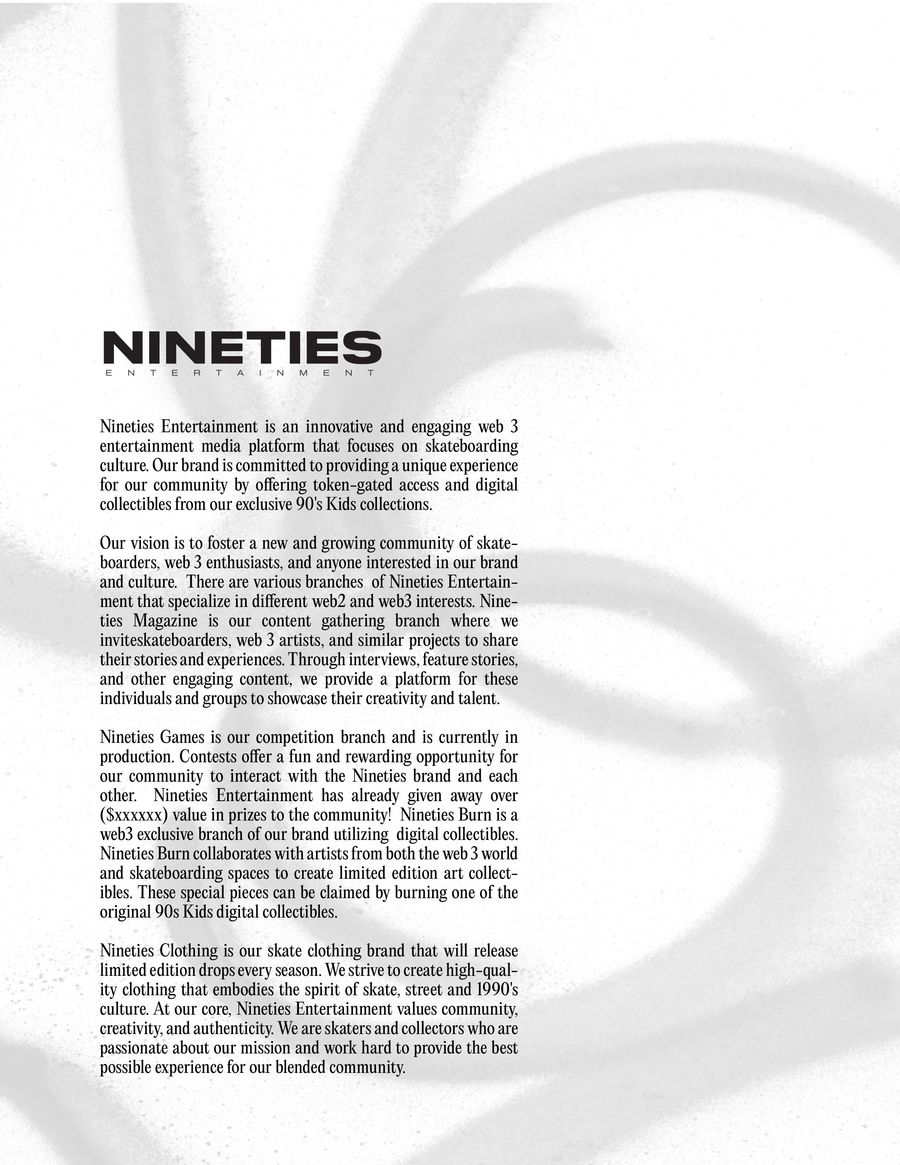 NINETIES
ENTERTAINMENT
Nineties Entertainment is an innovative and engaging web 3
entertainment media platform that focuses on skateboarding
culture. Our brand is committed to providing a unique experience
for our community by offering token-gated access and digital
collectibles from our exclusive 90's Kids collections.
Our vision is to foster a new and growing community of skate-
boarders, web 3 enthusiasts, and anyone interested in our brand
and culture.  There are various branches  of Nineties Entertain-
ment that specialize in different web2 and web3 interests. Nine-
ties Magazine is our content gathering branch where we
inviteskateboarders, web 3 artists, and similar projects to share
their stories and experiences. Through interviews, feature stories,
and other engaging content, we provide a platform for these
individuals and groups to showcase their creativity and talent.
Nineties Games is our competition branch and is currently in
production. Contests offer a fun and rewarding opportunity for
our community to interact with the Nineties brand and each
other.  Nineties Entertainment has already given away over
($xxxxxx) value in prizes to the community!  Nineties Burn is a
web3 exclusive branch of our brand utilizing  digital collectibles.
Nineties Burn collaborates with artists from both the web 3 world
and skateboarding spaces to create limited edition art collect-
ibles. These special pieces can be claimed by burning one of the
original 90s Kids digital collectibles.
Nineties Clothing is our skate clothing brand that will release
limited edition drops every season. We strive to create high-qual-
ity clothing that embodies the spirit of skate, street and 1990's
culture. At our core, Nineties Entertainment values community,
creativity, and authenticity. We are skaters and collectors who are
passionate about our mission and work hard to provide the best
possible experience for our blended community.